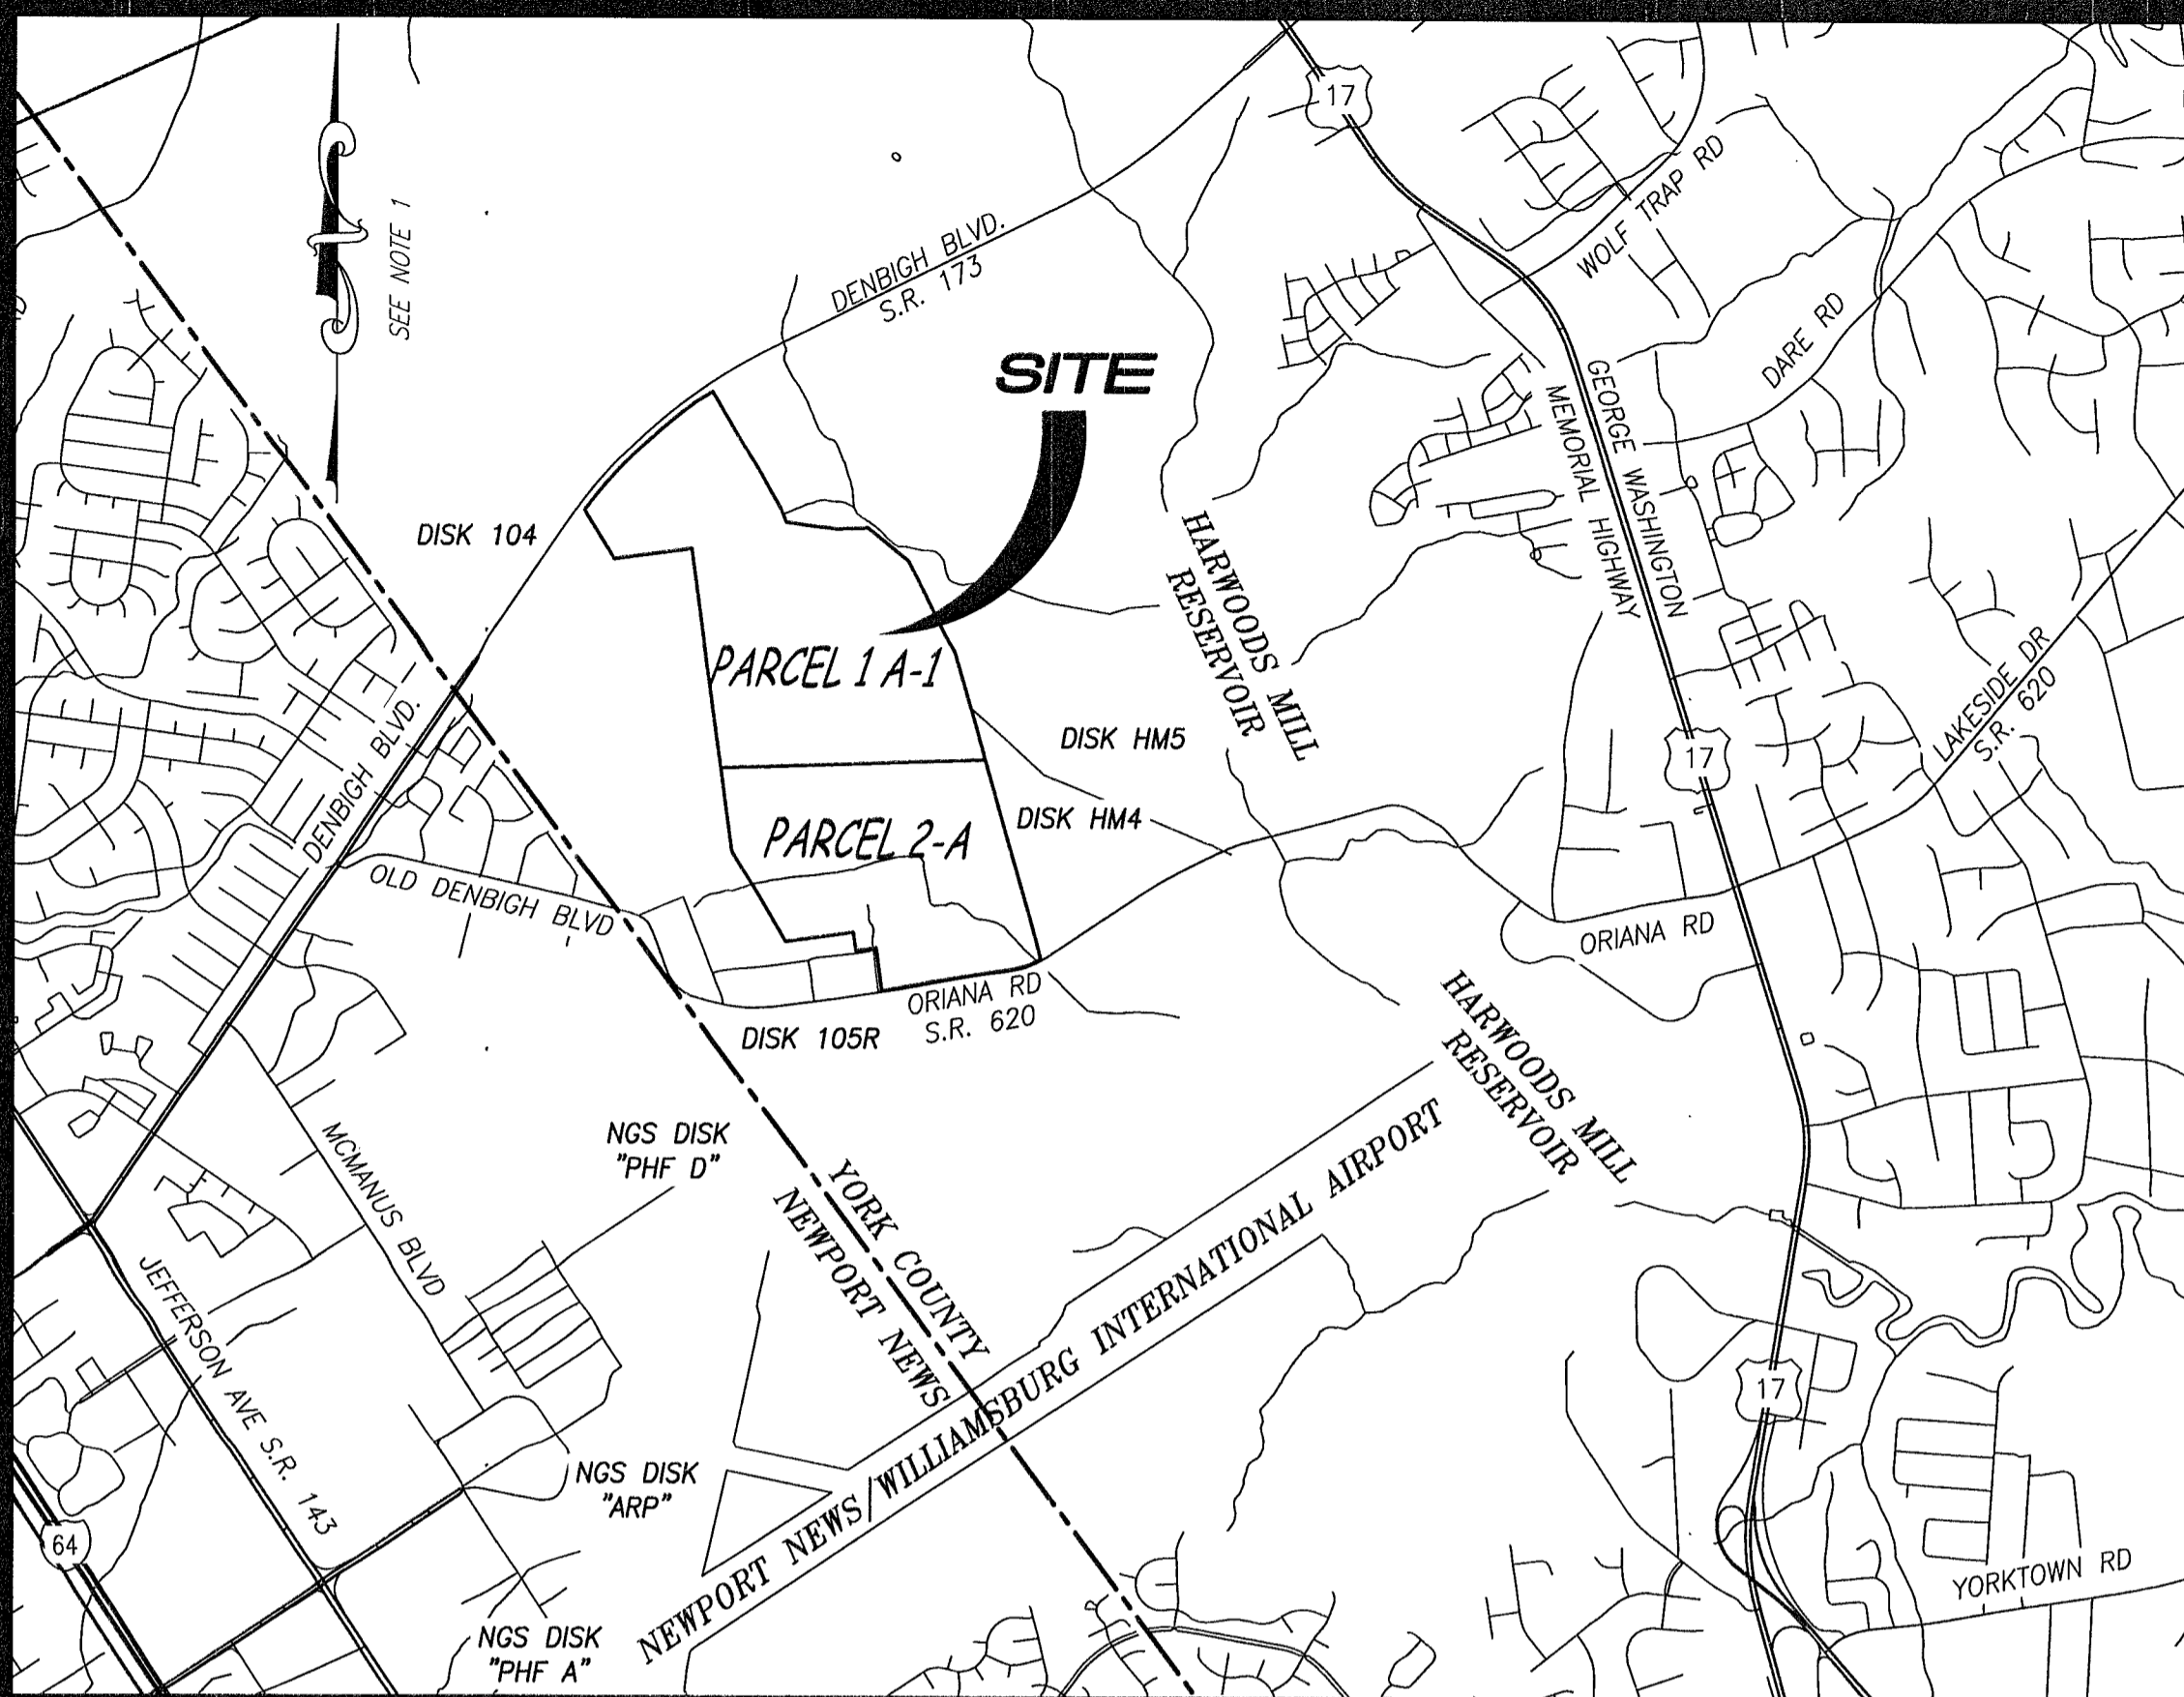 17
SEE NOTE 1
DENBIGH BLVD.
S.R. 173
WOLF TRAP RD
DARE RD
SITE
GEORGE WASHINGTON
MEMORIAL HIGHWAY
DISK 104
HARWOODS MILL
RESERVOIR
PARCEL 1 A-1
LAKESIDE DR
S.R. 620
DENBIGH BLVD.
DISK HM5
17
DISK HM4
PARCEL 2-A
OLD DENBIGH BLVD
ORIANA RD
ORIANA RD
S.R. 620
DISK 105R
HARWOODS MILL
RESERVOIR
NGS DISK
"PHF D"
MCMANUS BLVD
YORK COUNTY
NEWPORT NEWS
NEWPORT NEWS/WILLIAMSBURG INTERNATIONAL AIRPORT
JEFFERSON AVE S.R. 143
17
NGS DISK
"ARP"
64
YORKTOWN RD
NGS DISK
"PHF A"